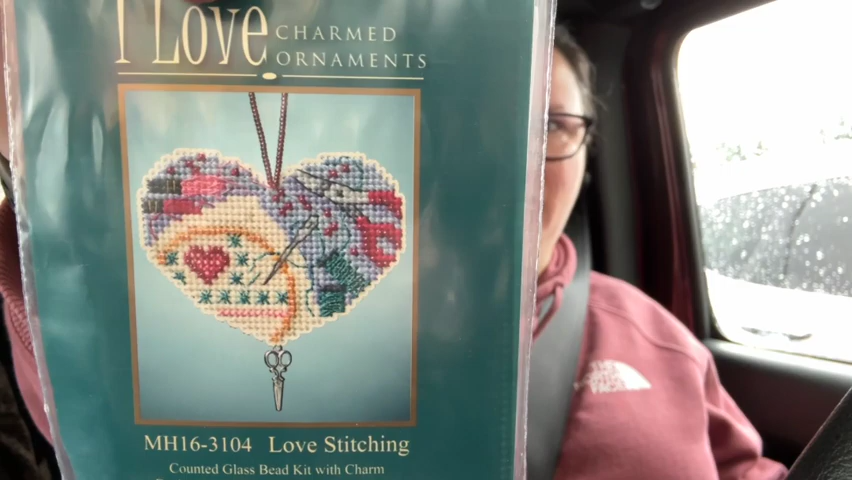 I Love
CHARMED
ORNAMENTS
MH16-3104 Love Stitching
Counted Glass Bead Kit with Charm
THE
NORTH
FACE